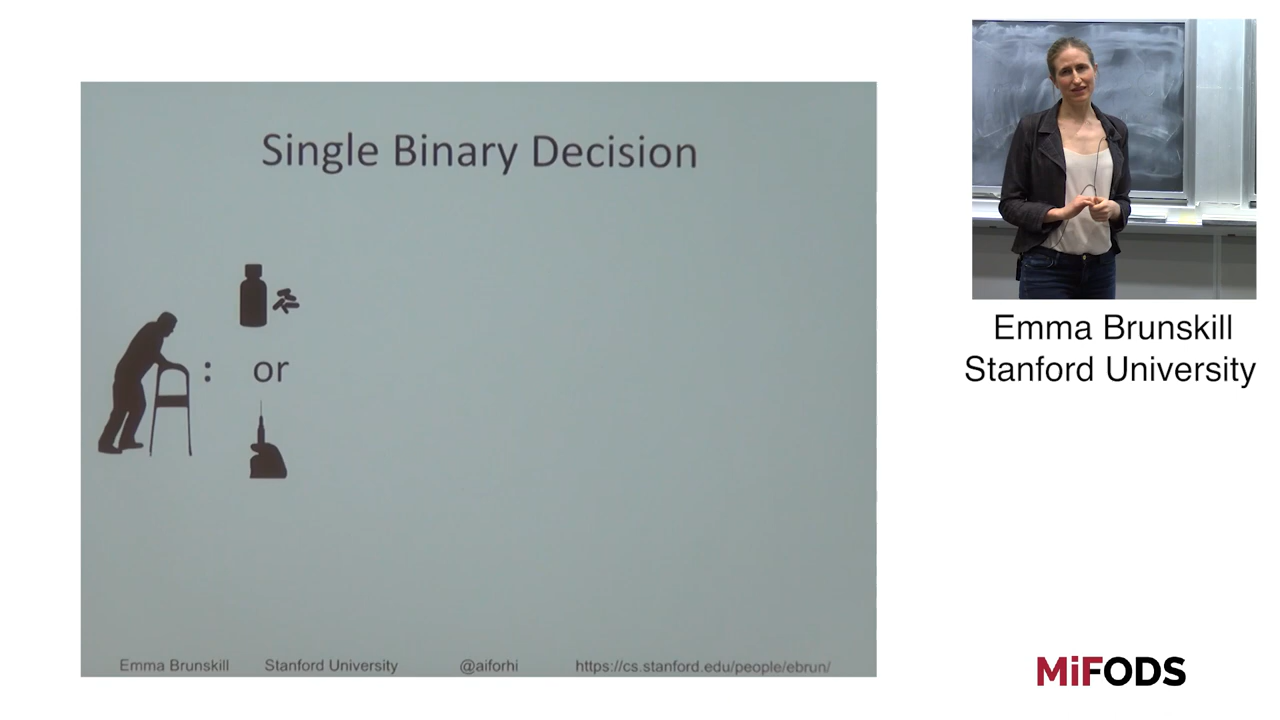 Single Binary Decision
:
or
Emma Brunskill Stanford University @aiforhi https://cs.stanford.edu/people/ebrun/
Emma Brunskill
Stanford University
MiFODS